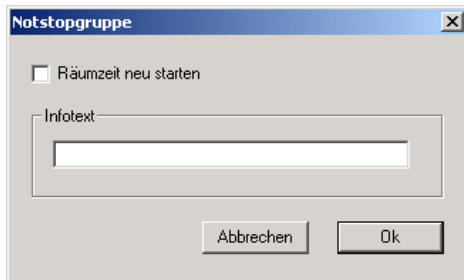 Notstopgruppe
Räumzeit neu starten
Infotext
Abbrechen Ok